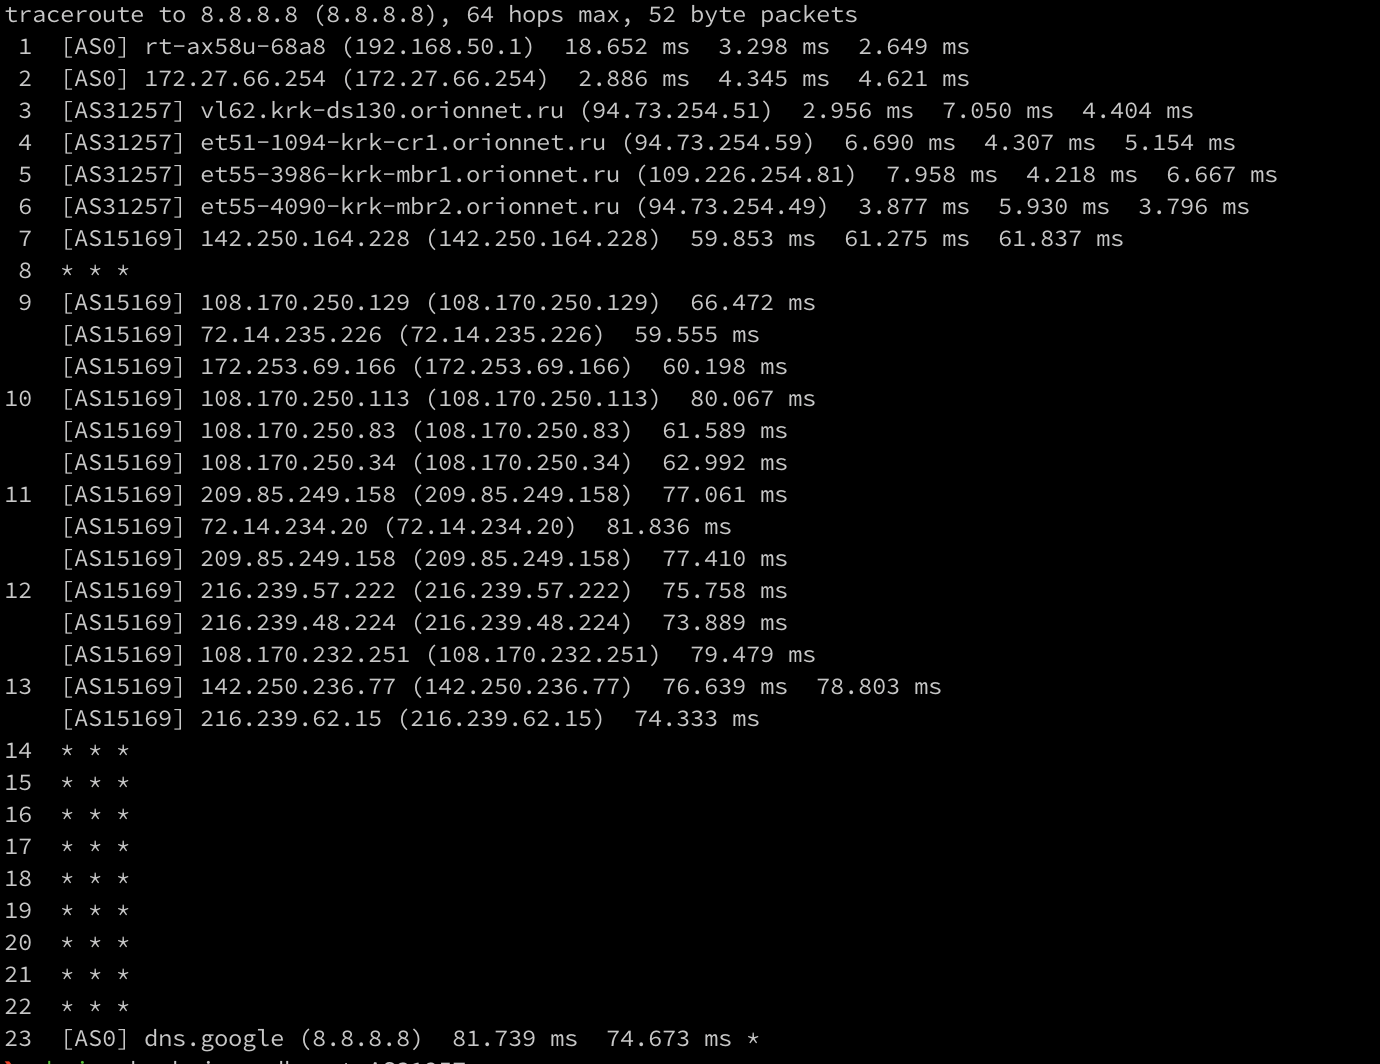 traceroute to 8.8.8.8 (8.8.8.8), 64 hops max, 52 byte packets
 1  [AS0] rt-ax58u-68a8 (192.168.50.1)  18.652 ms  3.298 ms  2.649 ms
 2  [AS0] 172.27.66.254 (172.27.66.254)  2.886 ms  4.345 ms  4.621 ms
 3  [AS31257] vl62.krk-ds130.orionnet.ru (94.73.254.51)  2.956 ms  7.050 ms  4.404 ms
 4  [AS31257] et51-1094-krk-cr1.orionnet.ru (94.73.254.59)  6.690 ms  4.307 ms  5.154 ms
 5  [AS31257] et55-3986-krk-mbr1.orionnet.ru (109.226.254.81)  7.958 ms  4.218 ms  6.667 ms
 6  [AS31257] et55-4090-krk-mbr2.orionnet.ru (94.73.254.49)  3.877 ms  5.930 ms  3.796 ms
 7  [AS15169] 142.250.164.228 (142.250.164.228)  59.853 ms  61.275 ms  61.837 ms
 8  * * *
 9  [AS15169] 108.170.250.129 (108.170.250.129)  66.472 ms
    [AS15169] 72.14.235.226 (72.14.235.226)  59.555 ms
    [AS15169] 172.253.69.166 (172.253.69.166)  60.198 ms
10  [AS15169] 108.170.250.113 (108.170.250.113)  80.067 ms
    [AS15169] 108.170.250.83 (108.170.250.83)  61.589 ms
    [AS15169] 108.170.250.34 (108.170.250.34)  62.992 ms
11  [AS15169] 209.85.249.158 (209.85.249.158)  77.061 ms
    [AS15169] 72.14.234.20 (72.14.234.20)  81.836 ms
    [AS15169] 209.85.249.158 (209.85.249.158)  77.410 ms
12  [AS15169] 216.239.57.222 (216.239.57.222)  75.758 ms
    [AS15169] 216.239.48.224 (216.239.48.224)  73.889 ms
    [AS15169] 108.170.232.251 (108.170.232.251)  79.479 ms
13  [AS15169] 142.250.236.77 (142.250.236.77)  76.639 ms  78.803 ms
    [AS15169] 216.239.62.15 (216.239.62.15)  74.333 ms
14  * * *
15  * * *
16  * * *
17  * * *
18  * * *
19  * * *
20  * * *
21  * * *
22  * * *
23  [AS0] dns.google (8.8.8.8)  81.739 ms  74.673 ms *